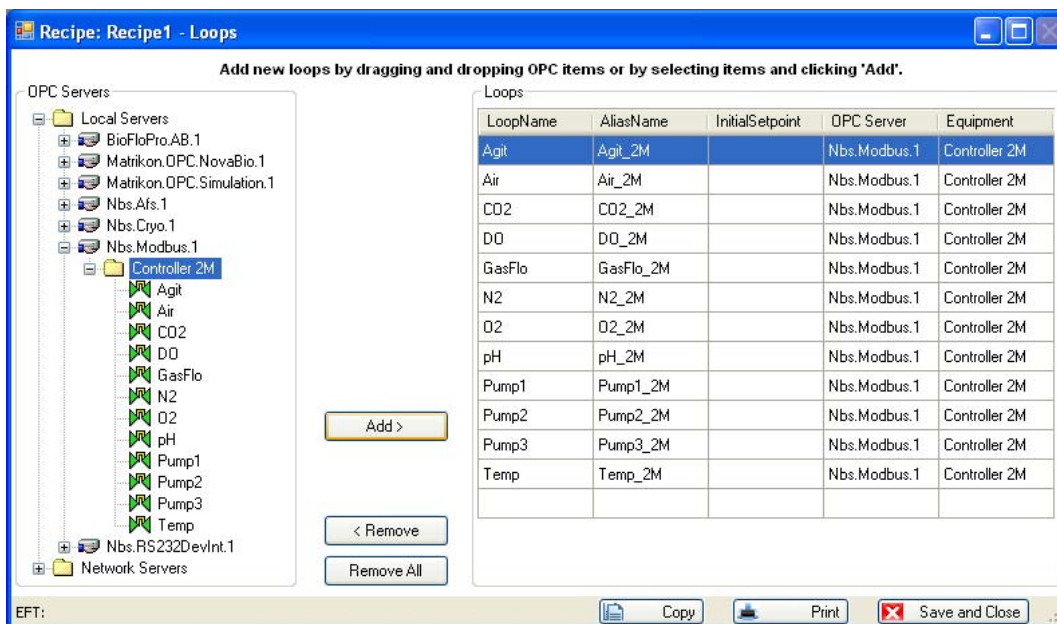 Recipe: Recipe1 - Loops
Add new loops by dragging and dropping OPC items or by selecting items and clicking 'Add'.
OPC Servers
Local Servers
BioFloPro.AB.1
Matrikon.OPC.NovaBio.1
Matrikon.OPC.Simulation.1
Nbs.Afs.1
Nbs.Cryo.1
Nbs.Modbus.1
Controller 2M
Agit
Air
CO2
DO
GasFlo
N2
O2
pH
Pump1
Pump2
Pump3
Temp
Nbs.RS232DevInt.1
Network Servers
Add >
< Remove
Remove All
Loops
LoopName AliasName InitialSetpoint OPC Server Equipment
Agit Agit_2M Nbs.Modbus.1 Controller 2M
Air Air_2M Nbs.Modbus.1 Controller 2M
CO2 CO2_2M Nbs.Modbus.1 Controller 2M
DO DO_2M Nbs.Modbus.1 Controller 2M
GasFlo GasFlo_2M Nbs.Modbus.1 Controller 2M
N2 N2_2M Nbs.Modbus.1 Controller 2M
O2 O2_2M Nbs.Modbus.1 Controller 2M
pH pH_2M Nbs.Modbus.1 Controller 2M
Pump1 Pump1_2M Nbs.Modbus.1 Controller 2M
Pump2 Pump2_2M Nbs.Modbus.1 Controller 2M
Pump3 Pump3_2M Nbs.Modbus.1 Controller 2M
Temp Temp_2M Nbs.Modbus.1 Controller 2M
EFT:
Copy
Print
Save and Close